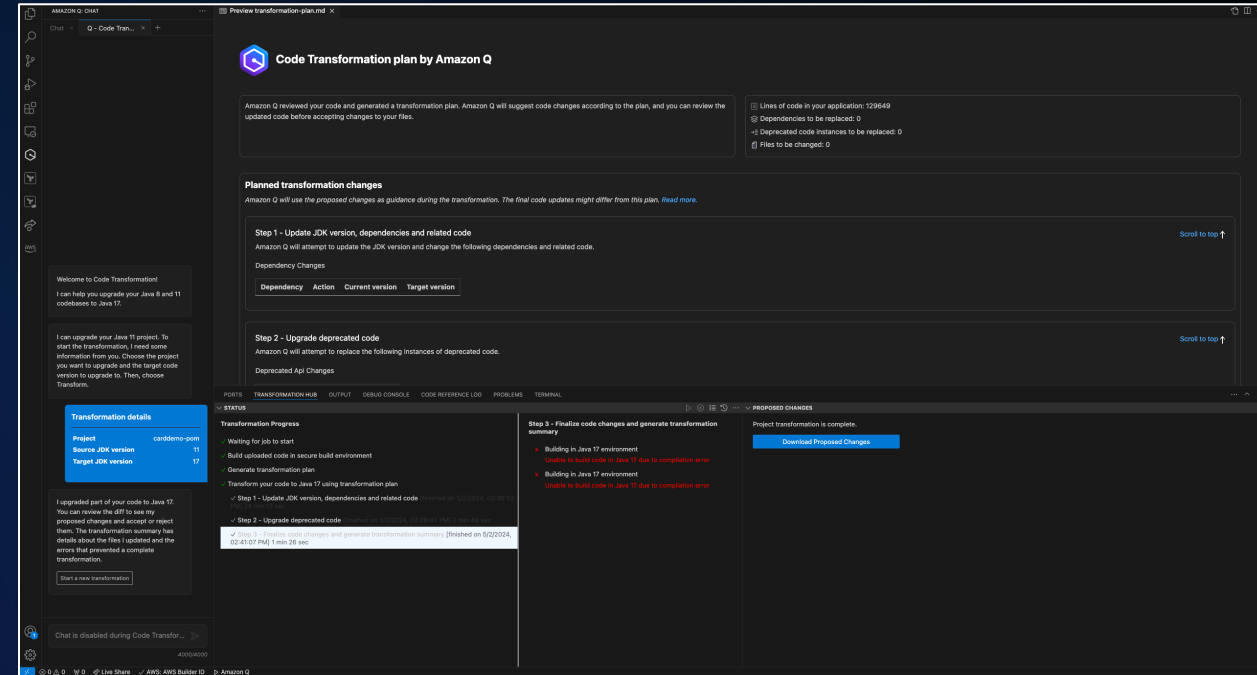 AMAZON Q: CHAT
Chat
Q - Code Tran...
Preview transformation-plan.md
Code Transformation plan by Amazon Q
Amazon Q reviewed your code and generated a transformation plan. Amazon Q will suggest code changes according to the plan, and you can review the
updated code before accepting changes to your files.
Lines of code in your application: 129649
Dependencies to be replaced: 0
Deprecated code instances to be replaced: 0
Files to be changed: 0
Planned transformation changes
Amazon Q will use the proposed changes as guidance during the transformation. The final code updates might differ from this plan. Read more.
Step 1 - Update JDK version, dependencies and related code
Scroll to top
Amazon Q will attempt to update the JDK version and change the following dependencies and related code.
Dependency Changes
Dependency Action Current version Target version
Step 2 - Upgrade deprecated code
Scroll to top
Amazon Q will attempt to replace the following instances of deprecated code.
Deprecated Api Changes
aws
Welcome to Code Transformation!
I can help you upgrade your Java 8 and 11
codebases to Java 17.
I can upgrade your Java 11 project. To
start the transformation, I need some
information from you. Choose the project
you want to upgrade and the target code
version to upgrade to. Then, choose
Transform.
Transformation details
Project carddemo-pom
Source JDK version 11
Target JDK version 17
I upgraded part of your code to Java 17.
You can review the diff to see my
proposed changes and accept or reject
them. The transformation summary has
details about the files I updated and the
errors that prevented a complete
transformation.
Start a new transformation
Chat is disabled during Code Transfor...
4000/4000
PORTS TRANSFORMATION HUB OUTPUT DEBUG CONSOLE CODE REFERENCE LOG PROBLEMS TERMINAL
STATUS
Transformation Progress
Waiting for job to start
Build uploaded code in secure build environment
Generate transformation plan
Transform your code to Java 17 using transformation plan
Step 1 - Update JDK version, dependencies and related code
Step 2 - Upgrade deprecated code
Step 3 - Finalize code changes and generate transformation summary [finished on 5/2/2024,
02:41:07 PM] 1 min 26 sec
Step 3 - Finalize code changes and generate transformation
summary
Building in Java 17 environment
Unable to build code in Java 17 due to compilation error
Building in Java 17 environment
Unable to build code in Java 17 due to compilation error
PROPOSED CHANGES
Project transformation is complete.
Download Proposed Changes
0 0 0 Live Share AWS: AWS Builder ID Amazon Q